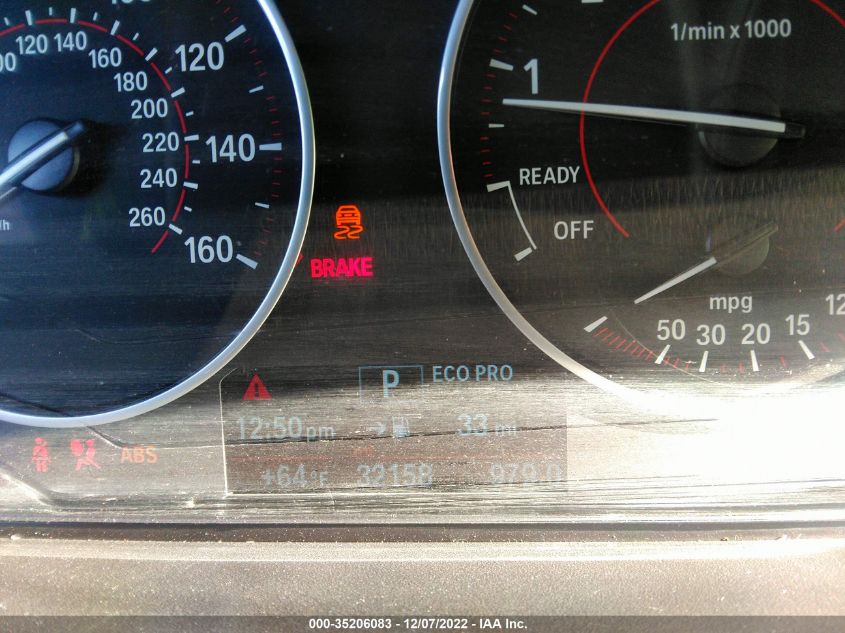 120 140 160 180 200 220 240 260
120
140
160
1/min x 1000
1
READY
OFF
BRAKE
mpg
50 30 20 15 12
P ECO PRO
12:50 pm 33 mi
ABS
+64°F 32158 979.0
000-35206083 - 12/07/2022 - IAA Inc.